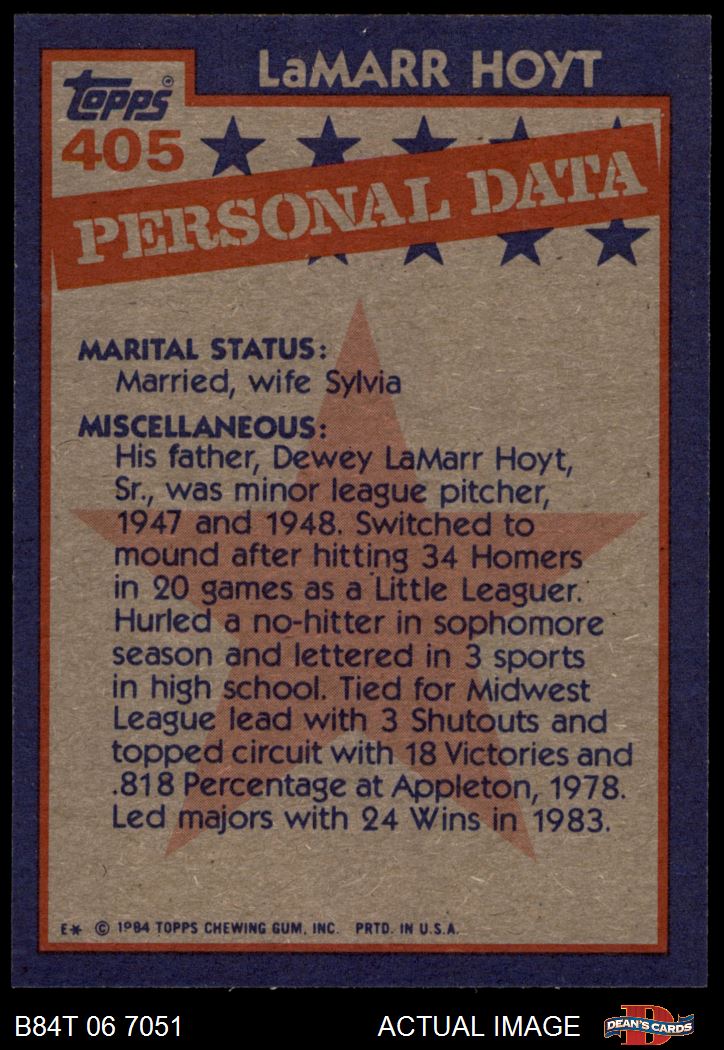 LaMARR HOYT
Topps®
405
PERSONAL DATA
MARITAL STATUS:
Married, wife Sylvia
MISCELLANEOUS:
His father, Dewey LaMarr Hoyt,
Sr., was minor league pitcher,
1947 and 1948. Switched to
mound after hitting 34 Homers
in 20 games as a Little Leaguer.
Hurled a no-hitter in sophomore
season and lettered in 3 sports
in high school. Tied for Midwest
League lead with 3 Shutouts and
topped circuit with 18 Victories and
.818 Percentage at Appleton, 1978.
Led majors with 24 Wins in 1983.
E* © 1984 TOPPS CHEWING GUM, INC. PRTD. IN U.S.A.
B84T 06 7051 ACTUAL IMAGE D DEAN'S CARDS